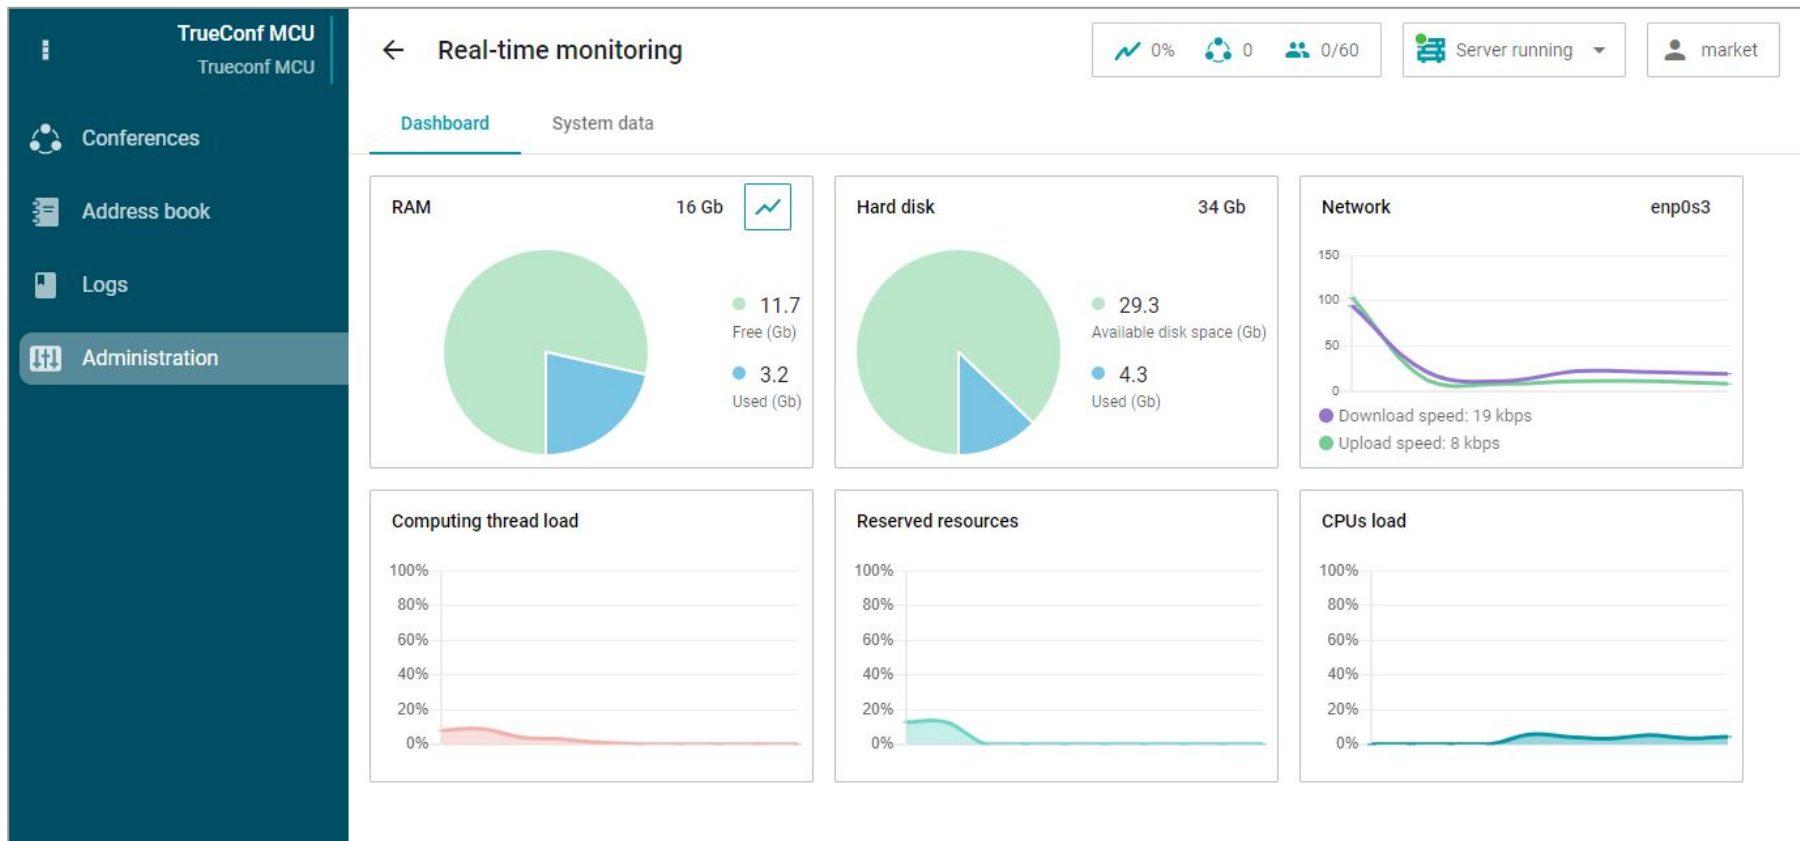 TrueConf MCU
Trueconf MCU
Conferences
Address book
Logs
Administration
Real-time monitoring
0%
0
0/60
Server running
market
Dashboard
System data
RAM
16 Gb
11.7
Free (Gb)
3.2
Used (Gb)
Hard disk
34 Gb
29.3
Available disk space (Gb)
4.3
Used (Gb)
Network
enp0s3
150
100
50
0
Download speed: 19 kbps
Upload speed: 8 kbps
Computing thread load
100%
80%
60%
40%
20%
0%
Reserved resources
100%
80%
60%
40%
20%
0%
CPUs load
100%
80%
60%
40%
20%
0%